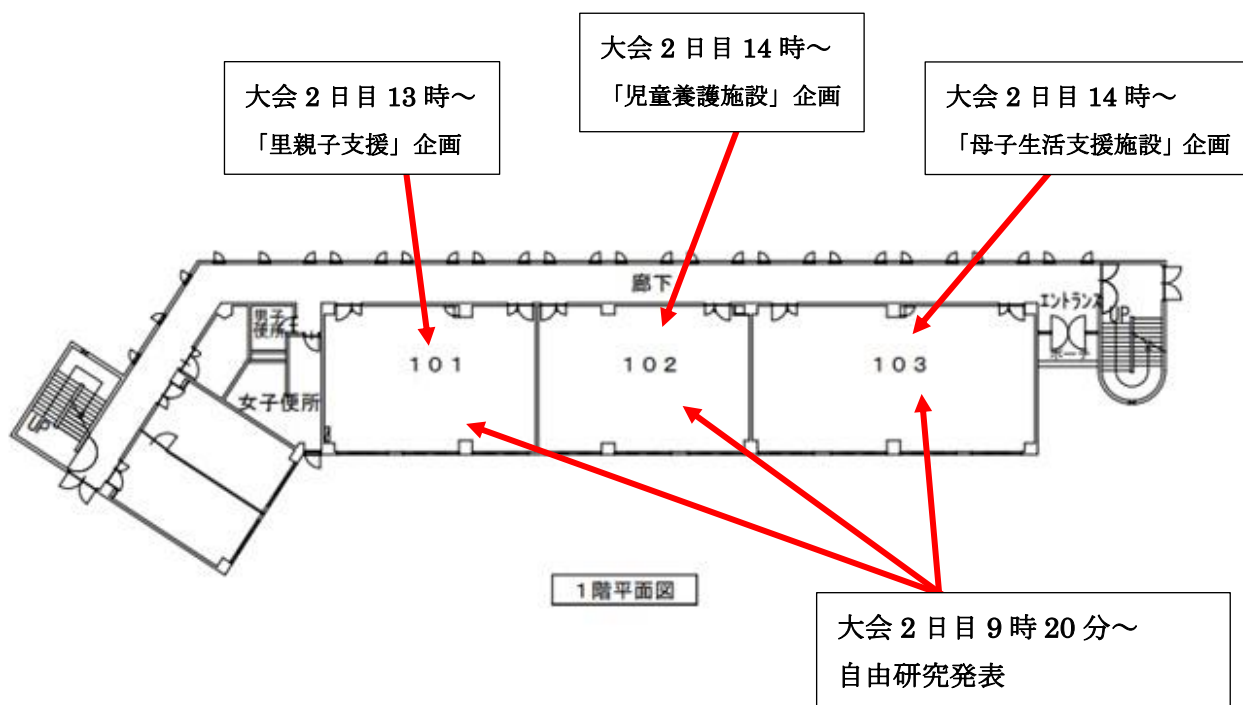 大会 2 日目 14 時～
「児童養護施設」企画
大会 2 日目 13 時～
「里親子支援」企画
大会 2 日目 14 時～
「母子生活支援施設」企画
廊下
エントランス
UP
ポーチ
男子
便所
女子便所
UP
101
102
103
1階平面図
大会 2 日目 9 時 20 分～
自由研究発表